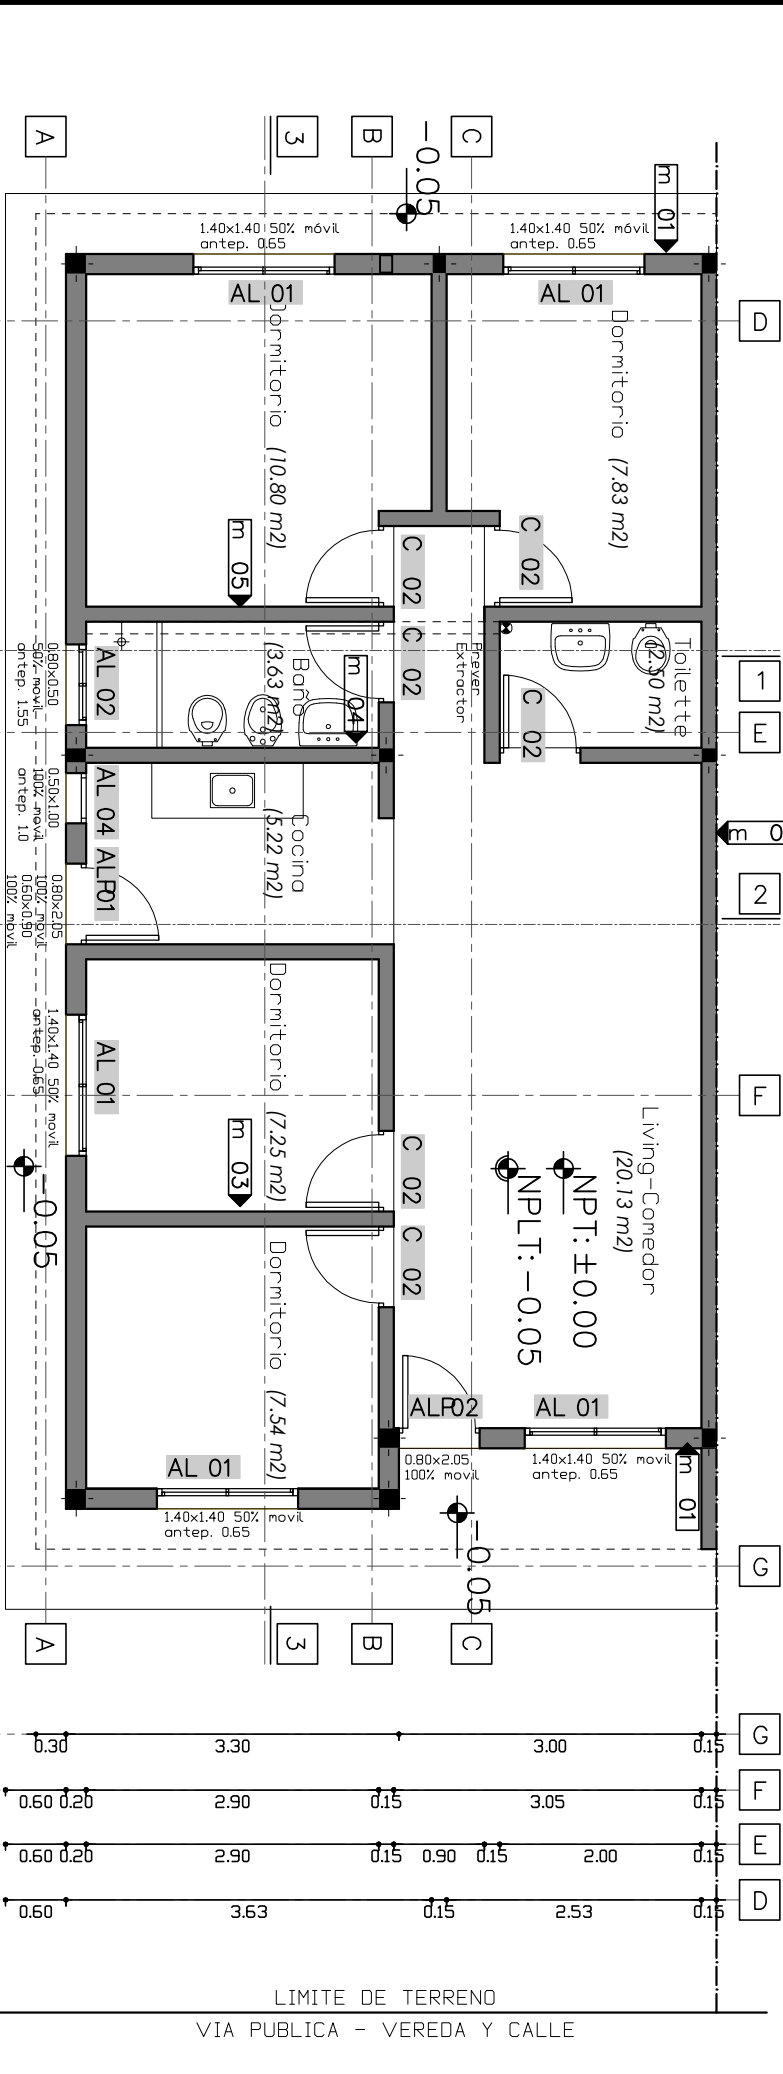 A
3
B
C
-0.05
m 01
1.40x1.40 50% móvil
antep. 0.65
1.40x1.40 50% móvil
antep. 0.65
AL 01
AL 01
D
Dormitorio (10.80 m2)
Dormitorio (7.83 m2)
m 05
C 02
C 02
C 02
AL 02
0.80x0.50
50% movil
antep. 1.55
Baño
(3.63 m2)
m 04
Prever
Extractor
Toilette
(2.50 m2)
C 02
1
E
AL 04
0.50x1.00
100% movil
antep. 1.0
Cocina
(5.22 m2)
m 0
ALP01
0.80x2.05
100% movil
0.60x0.90
100% movil
2
1.40x1.40 50% movil
antep. 0.65
AL 01
Dormitorio (7.25 m2)
F
Living-Comedor
(20.13 m2)
m 03
C 02
NPT:±0.00
NPLT:-0.05
-0.05
C 02
Dormitorio (7.54 m2)
ALP02
AL 01
0.80x2.05
100% movil
1.40x1.40 50% movil
antep. 0.65
m 01
AL 01
1.40x1.40 50% movil
antep. 0.65
-0.05
G
A
3
B
C
0.30 3.30 3.00 0.15 G
0.60 0.20 2.90 0.15 3.05 0.15 F
0.60 0.20 2.90 0.15 0.90 0.15 2.00 0.15 E
0.60 3.63 0.15 2.53 0.15 D
LIMITE DE TERRENO
VIA PUBLICA - VEREDA Y CALLE